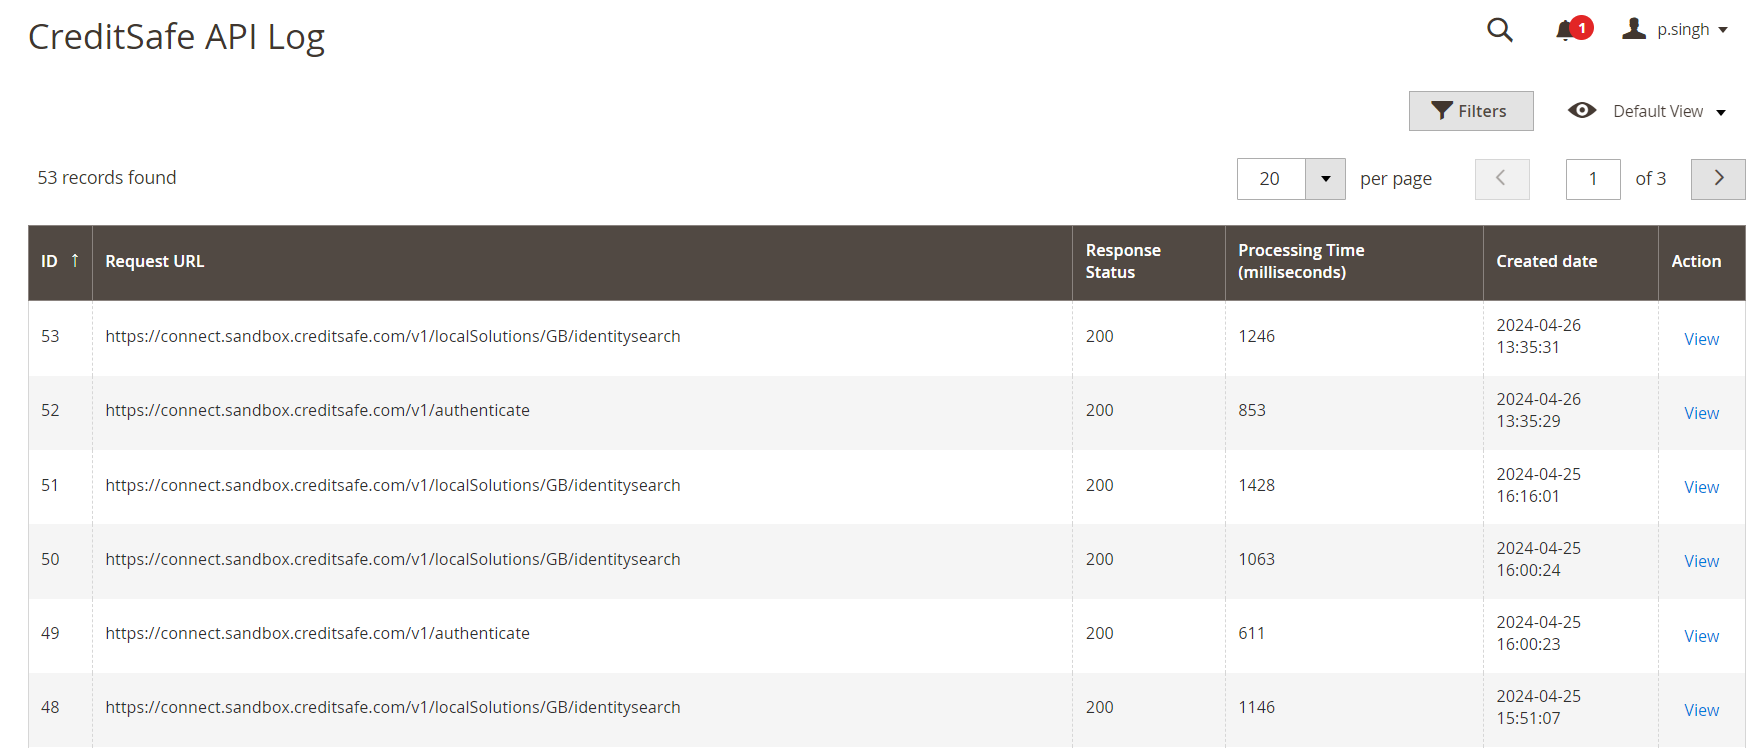 CreditSafe API Log
1
p.singh
Filters
Default View
53 records found
20
per page
1
of 3
ID ↑ Request URL Response Status Processing Time (milliseconds) Created date Action
53 https://connect.sandbox.creditsafe.com/v1/localSolutions/GB/identitysearch 200 1246 2024-04-26 13:35:31 View
52 https://connect.sandbox.creditsafe.com/v1/authenticate 200 853 2024-04-26 13:35:29 View
51 https://connect.sandbox.creditsafe.com/v1/localSolutions/GB/identitysearch 200 1428 2024-04-25 16:16:01 View
50 https://connect.sandbox.creditsafe.com/v1/localSolutions/GB/identitysearch 200 1063 2024-04-25 16:00:24 View
49 https://connect.sandbox.creditsafe.com/v1/authenticate 200 611 2024-04-25 16:00:23 View
48 https://connect.sandbox.creditsafe.com/v1/localSolutions/GB/identitysearch 200 1146 2024-04-25 15:51:07 View